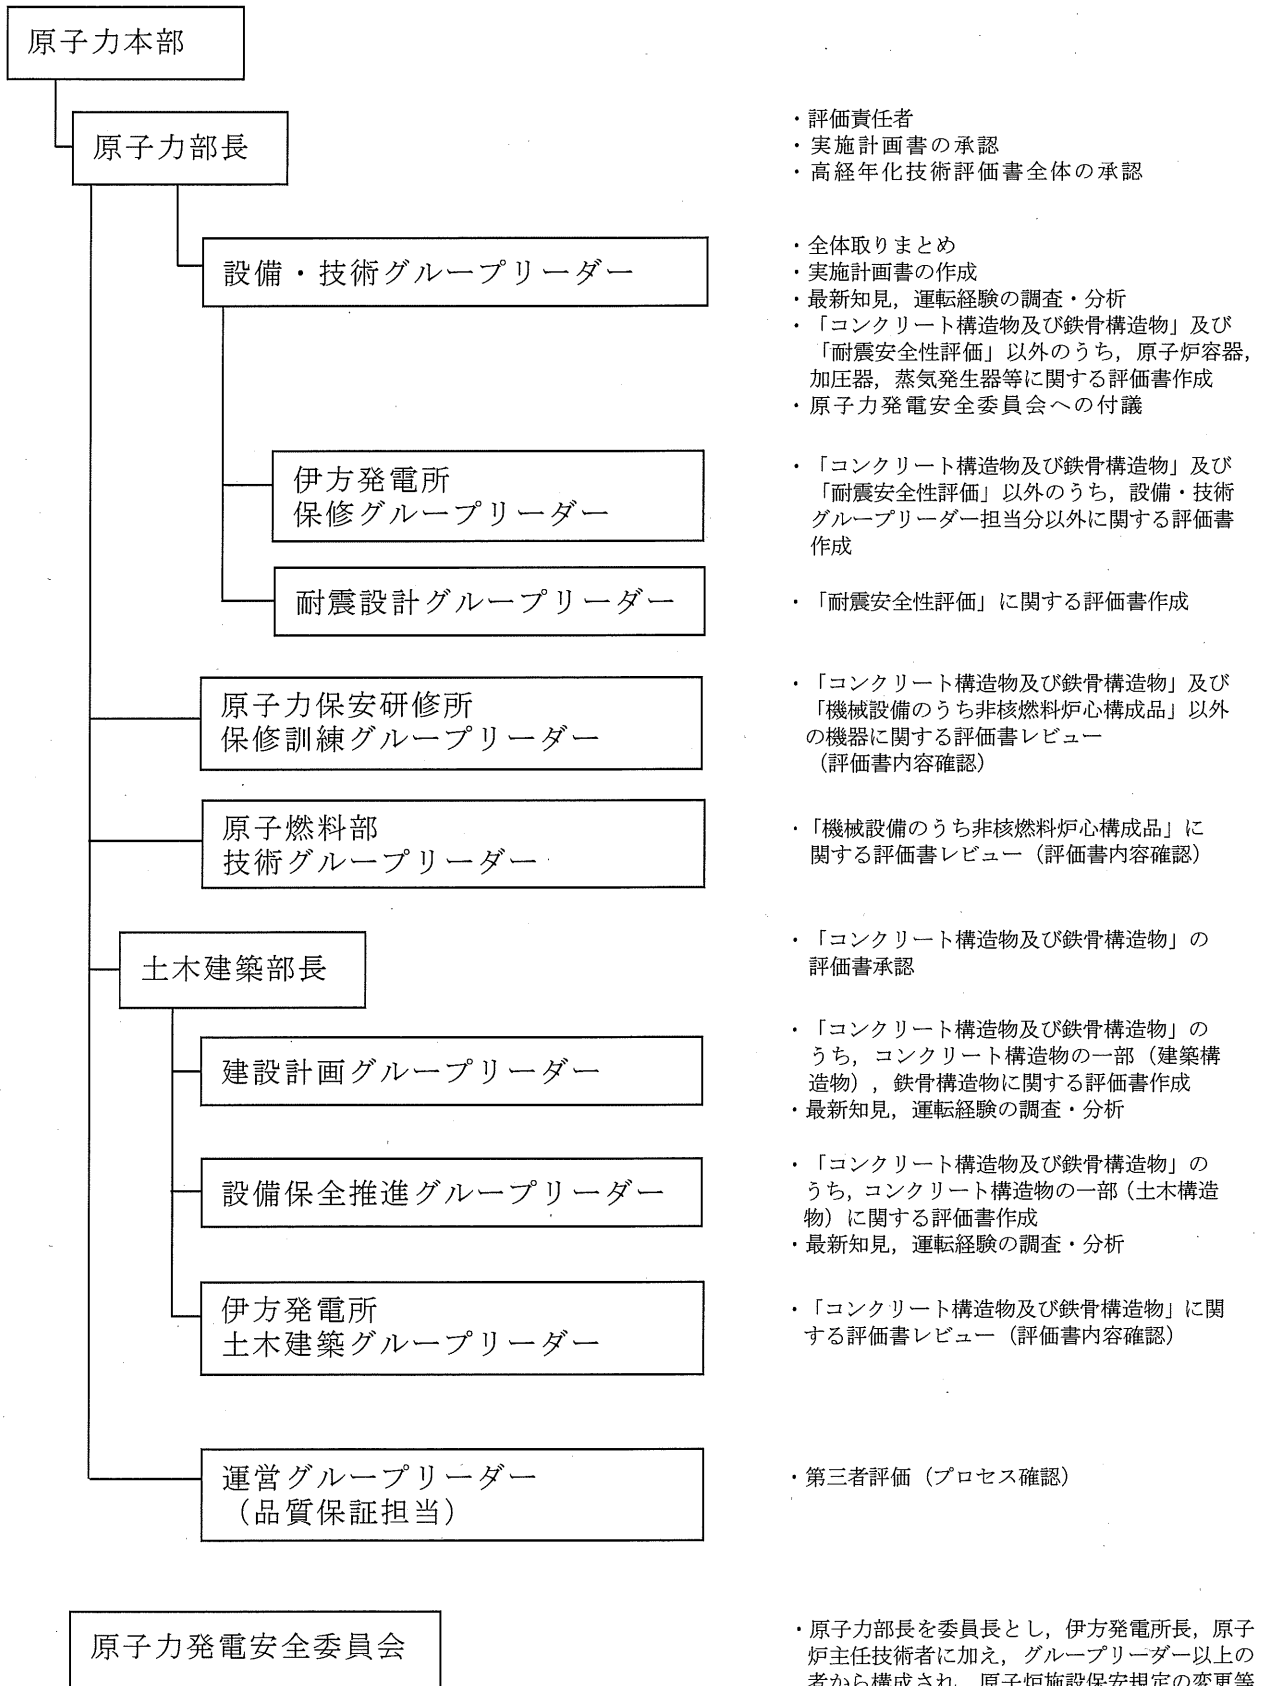 原子力本部
原子力部長
・評価責任者
・実施計画書の承認
・高経年化技術評価書全体の承認
設備・技術グループリーダー
・全体取りまとめ
・実施計画書の作成
・最新知見，運転経験の調査・分析
・「コンクリート構造物及び鉄骨構造物」及び
「耐震安全性評価」以外のうち，原子炉容器，
加圧器，蒸気発生器等に関する評価書作成
・原子力発電安全委員会への付議
伊方発電所
保修グループリーダー
・「コンクリート構造物及び鉄骨構造物」及び
「耐震安全性評価」以外のうち，設備・技術
グループリーダー担当分以外に関する評価書
作成
耐震設計グループリーダー
・「耐震安全性評価」に関する評価書作成
原子力保安研修所
保修訓練グループリーダー
・「コンクリート構造物及び鉄骨構造物」及び
「機械設備のうち非核燃料炉心構成品」以外
の機器に関する評価書レビュー
（評価書内容確認）
原子燃料部
技術グループリーダー
・「機械設備のうち非核燃料炉心構成品」に
関する評価書レビュー（評価書内容確認）
土木建築部長
・「コンクリート構造物及び鉄骨構造物」の
評価書承認
建設計画グループリーダー
・「コンクリート構造物及び鉄骨構造物」の
うち，コンクリート構造物の一部（建築構
造物），鉄骨構造物に関する評価書作成
・最新知見，運転経験の調査・分析
設備保全推進グループリーダー
・「コンクリート構造物及び鉄骨構造物」の
うち，コンクリート構造物の一部（土木構造
物）に関する評価書作成
・最新知見，運転経験の調査・分析
伊方発電所
土木建築グループリーダー
・「コンクリート構造物及び鉄骨構造物」に関
する評価書レビュー（評価書内容確認）
運営グループリーダー
（品質保証担当）
・第三者評価（プロセス確認）
原子力発電安全委員会
・原子力部長を委員長とし，伊方発電所長，原子
炉主任技術者に加え，グループリーダー以上の
者から構成され，原子炉施設保安規定の変更等